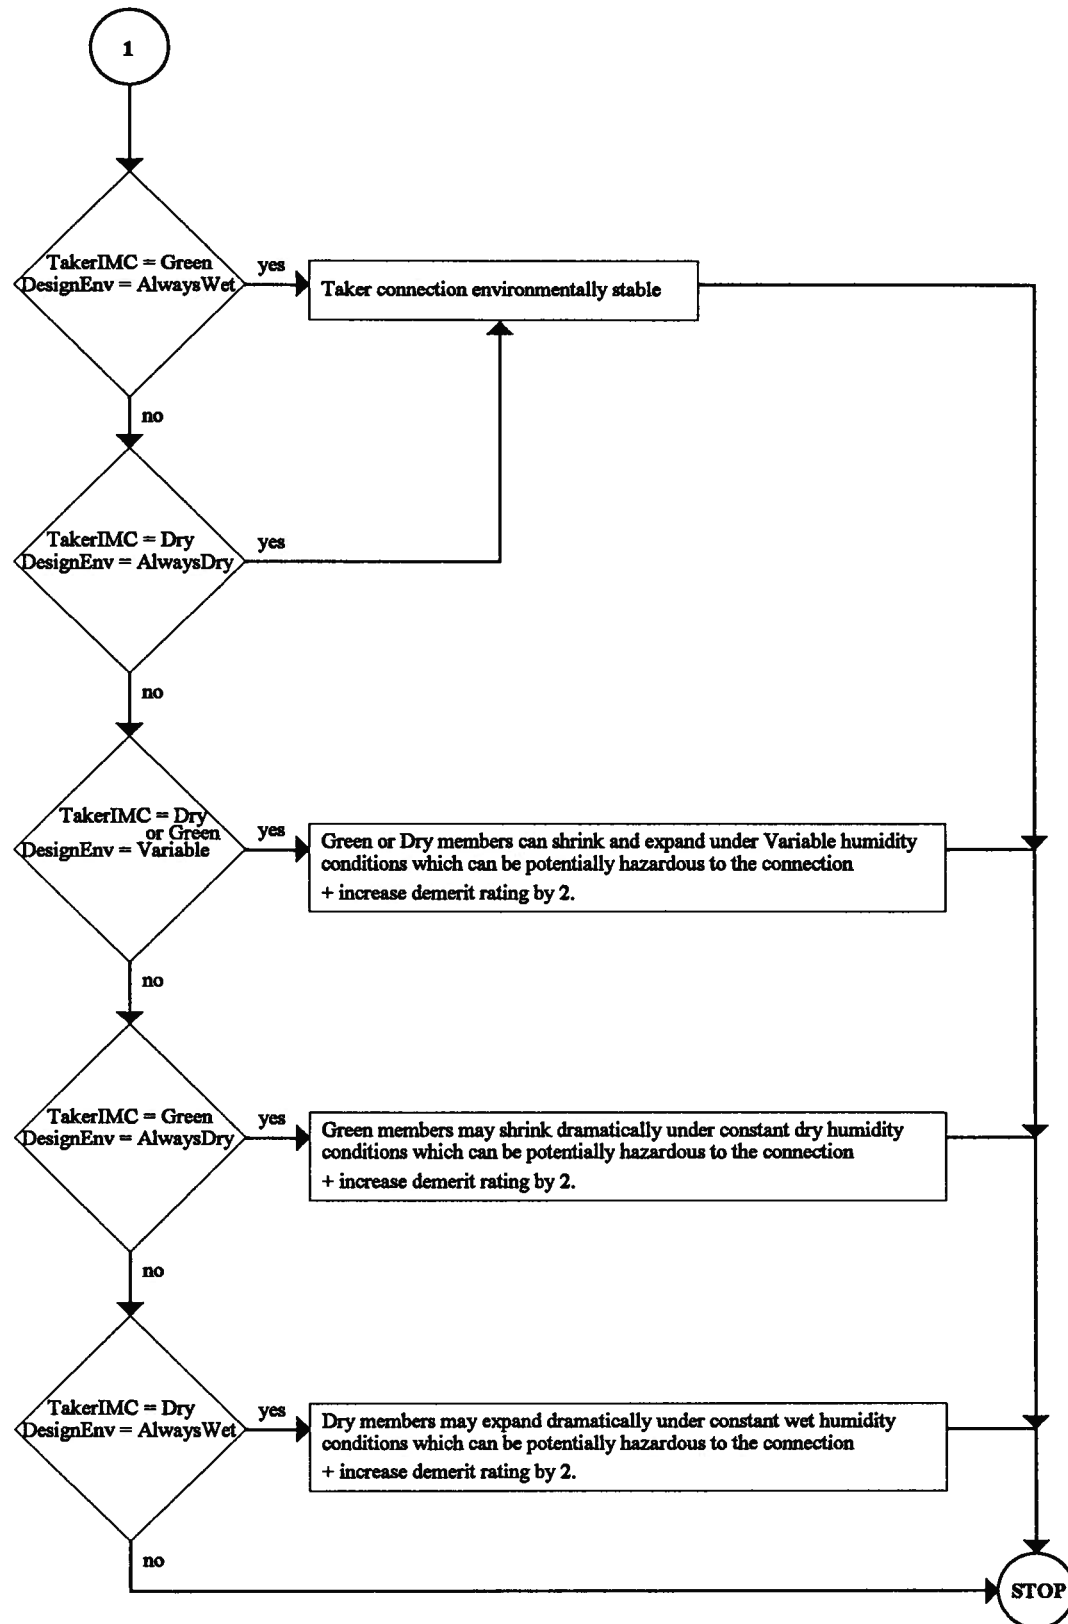 1
TakerIMC = Green
DesignEnv = AlwaysWet
yes
Taker connection environmentally stable
no
TakerIMC = Dry
DesignEnv = AlwaysDry
yes
no
TakerIMC = Dry
or Green
DesignEnv = Variable
yes
Green or Dry members can shrink and expand under Variable humidity
conditions which can be potentially hazardous to the connection
+ increase demerit rating by 2.
no
TakerIMC = Green
DesignEnv = AlwaysDry
yes
Green members may shrink dramatically under constant dry humidity
conditions which can be potentially hazardous to the connection
+ increase demerit rating by 2.
no
TakerIMC = Dry
DesignEnv = AlwaysWet
yes
Dry members may expand dramatically under constant wet humidity
conditions which can be potentially hazardous to the connection
+ increase demerit rating by 2.
no
STOP